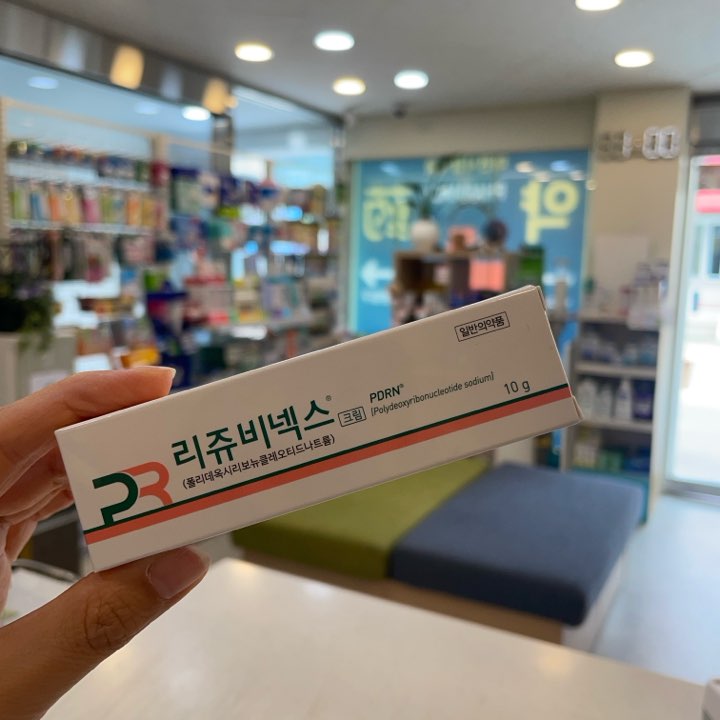 일반의약품
PR 리쥬비넥스® 크림 PDRN®
[Polydeoxyribonucleotide sodium] 10 g
(폴리데옥시리보뉴클레오티드나트륨)
약